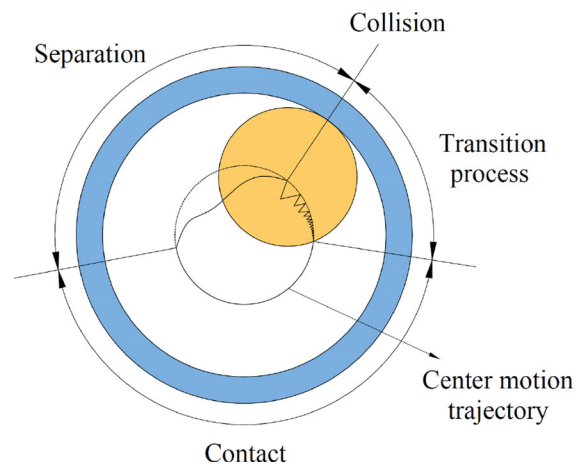 Collision
Separation
Transition
process
Center motion
trajectory
Contact